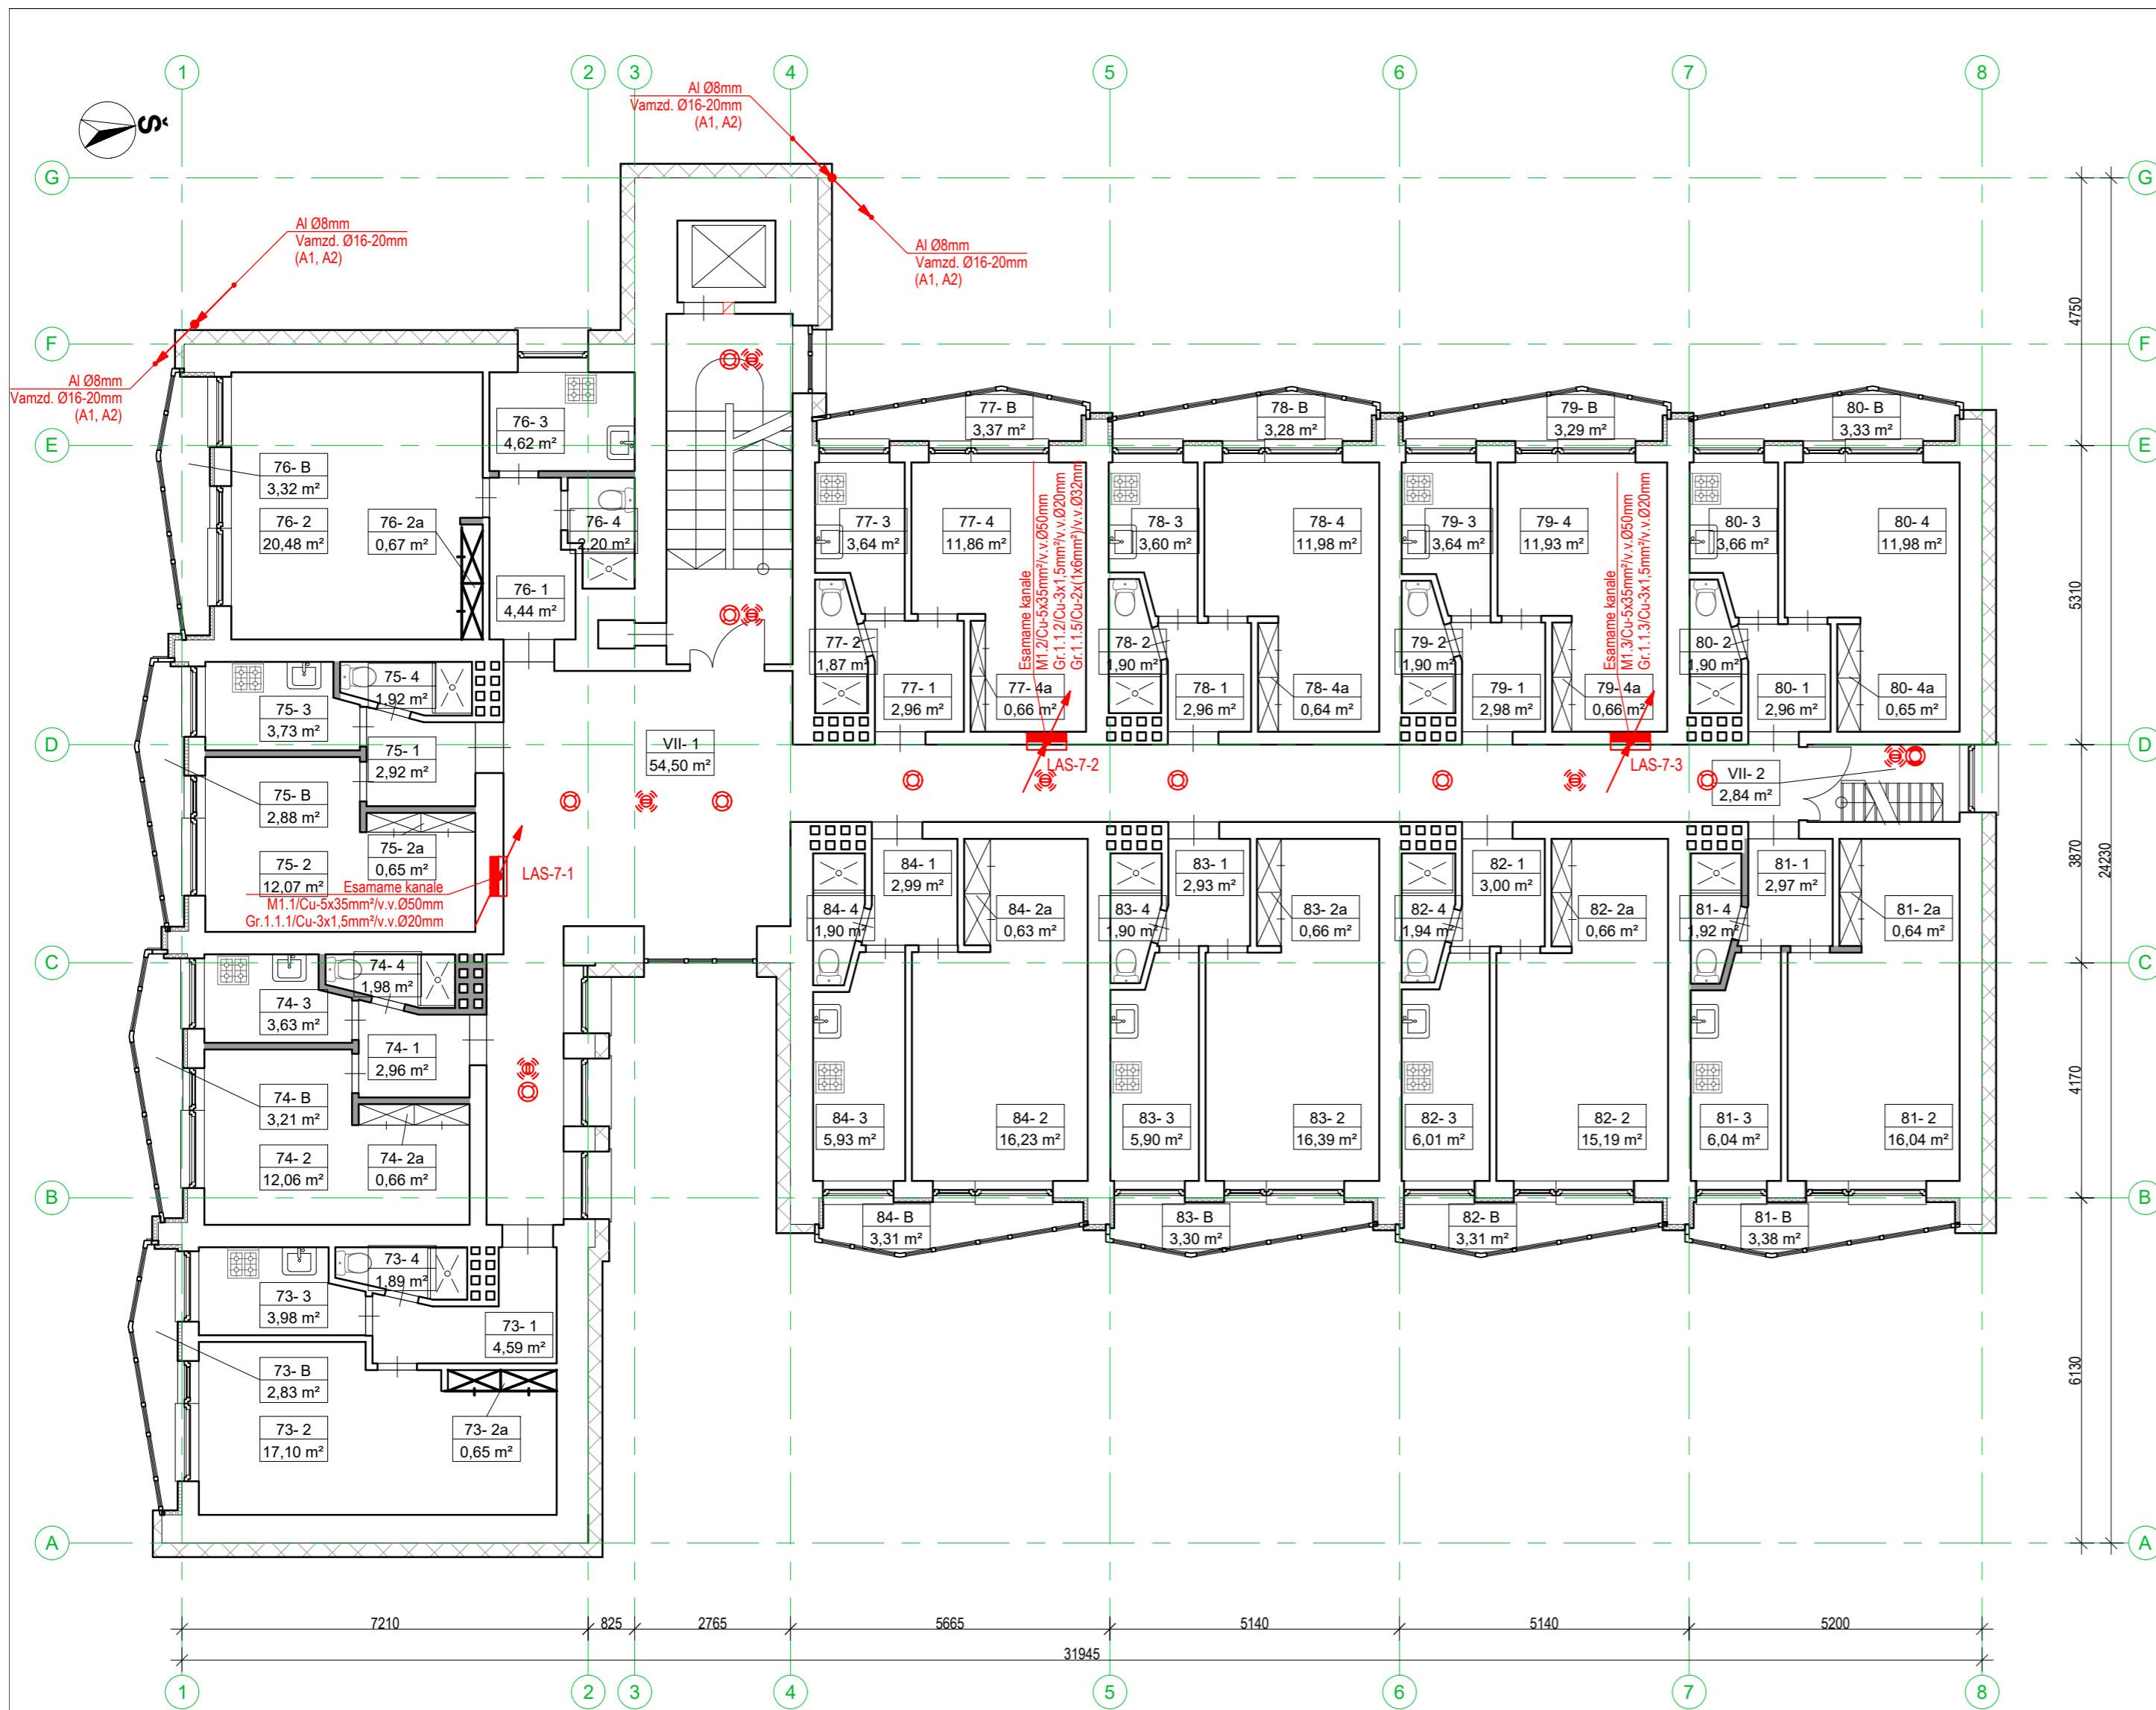 1
2
3
4
5
6
7
8
Š
Al Ø8mm
Vamzd. Ø16-20mm
(A1, A2)
G
G
Al Ø8mm
Vamzd. Ø16-20mm
(A1, A2)
Al Ø8mm
Vamzd. Ø16-20mm
(A1, A2)
F
F
Al Ø8mm
Vamzd. Ø16-20mm
(A1, A2)
E
E
76- 3
4,62 m²
76- B
3,32 m²
76- 2
20,48 m²
76- 2a
0,67 m²
76- 4
2,20 m²
76- 1
4,44 m²
77- B
3,37 m²
78- B
3,28 m²
79- B
3,29 m²
80- B
3,33 m²
77- 3
3,64 m²
77- 4
11,86 m²
78- 3
3,60 m²
78- 4
11,98 m²
79- 3
3,64 m²
79- 4
11,93 m²
80- 3
3,66 m²
80- 4
11,98 m²
Esamame kanale
M1.2/Cu-5x35mm²/v.v.Ø50mm
Gr.1.1.2/Cu-3x1,5mm²/v.v.Ø20mm
Gr.1.1.5/Cu-2x(1x6mm²)/v.v.Ø32mm
Esamame kanale
M1.3/Cu-5x35mm²/v.v.Ø50mm
Gr.1.1.3/Cu-3x1,5mm²/v.v.Ø20mm
77- 2
1,87 m²
78- 2
1,90 m²
79- 2
1,90 m²
80- 2
1,90 m²
77- 1
2,96 m²
77- 4a
0,66 m²
78- 1
2,96 m²
78- 4a
0,64 m²
79- 1
2,98 m²
79- 4a
0,66 m²
80- 1
2,96 m²
80- 4a
0,65 m²
75- 4
1,92 m²
75- 3
3,73 m²
75- 1
2,92 m²
D
D
VII- 1
54,50 m²
LAS-7-2
LAS-7-3
VII- 2
2,84 m²
75- B
2,88 m²
75- 2
12,07 m²
75- 2a
0,65 m²
LAS-7-1
Esamame kanale
M1.1/Cu-5x35mm²/v.v.Ø50mm
Gr.1.1.1/Cu-3x1,5mm²/v.v.Ø20mm
84- 1
2,99 m²
83- 1
2,93 m²
82- 1
3,00 m²
81- 1
2,97 m²
84- 4
1,90 m²
84- 2a
0,63 m²
83- 4
1,90 m²
83- 2a
0,66 m²
82- 4
1,94 m²
82- 2a
0,66 m²
81- 4
1,92 m²
81- 2a
0,64 m²
C
C
74- 4
1,98 m²
74- 3
3,63 m²
74- 1
2,96 m²
74- B
3,21 m²
74- 2
12,06 m²
74- 2a
0,66 m²
84- 3
5,93 m²
84- 2
16,23 m²
83- 3
5,90 m²
83- 2
16,39 m²
82- 3
6,01 m²
82- 2
15,19 m²
81- 3
6,04 m²
81- 2
16,04 m²
B
B
84- B
3,31 m²
83- B
3,30 m²
82- B
3,31 m²
81- B
3,38 m²
73- 4
1,89 m²
73- 3
3,98 m²
73- 1
4,59 m²
73- B
2,83 m²
73- 2
17,10 m²
73- 2a
0,65 m²
A
A
4750
5310
3870
4170
6130
24230
7210
825
2765
5665
5140
5140
5200
31945
1
2
3
4
5
6
7
8